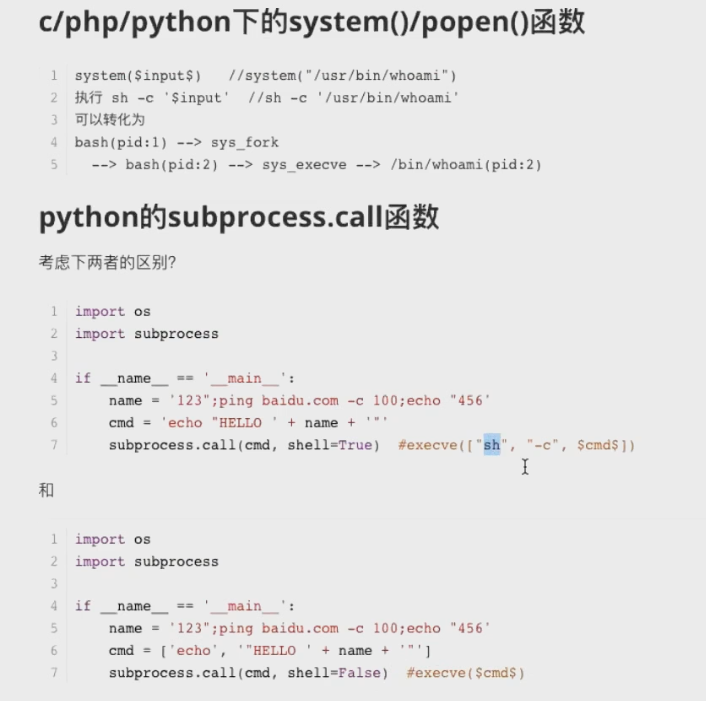 c/php/python下的system()/popen()函数
1 system($input$)   //system("/usr/bin/whoami")
2 执行 sh -c '$input'  //sh -c '/usr/bin/whoami'
3 可以转化为
4 bash(pid:1) --> sys_fork
5   --> bash(pid:2) --> sys_execve --> /bin/whoami(pid:2)
python的subprocess.call函数
考虑下两者的区别?
1 import os
2 import subprocess
3
4 if __name__ == '__main__':
5     name = '123";ping baidu.com -c 100;echo "456'
6     cmd = 'echo "HELLO ' + name + '"'
7     subprocess.call(cmd, shell=True)  #execve(["sh", "-c", $cmd$])
和
1 import os
2 import subprocess
3
4 if __name__ == '__main__':
5     name = '123";ping baidu.com -c 100;echo "456'
6     cmd = ['echo', '"HELLO ' + name + '"']
7     subprocess.call(cmd, shell=False)  #execve($cmd$)